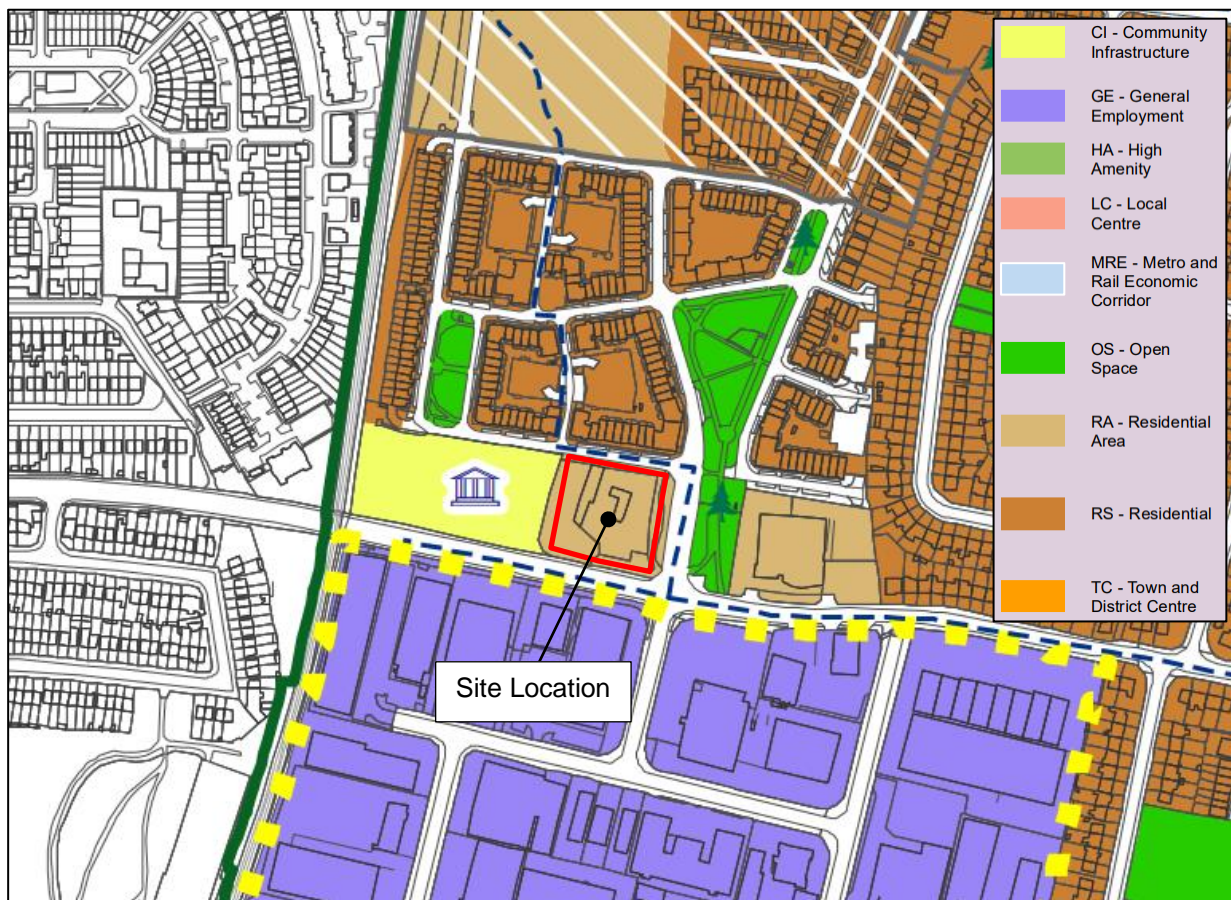 CI - Community
Infrastructure
GE - General
Employment
HA - High
Amenity
LC - Local
Centre
MRE - Metro and
Rail Economic
Corridor
OS - Open
Space
RA - Residential
Area
RS - Residential
TC - Town and
District Centre
Site Location